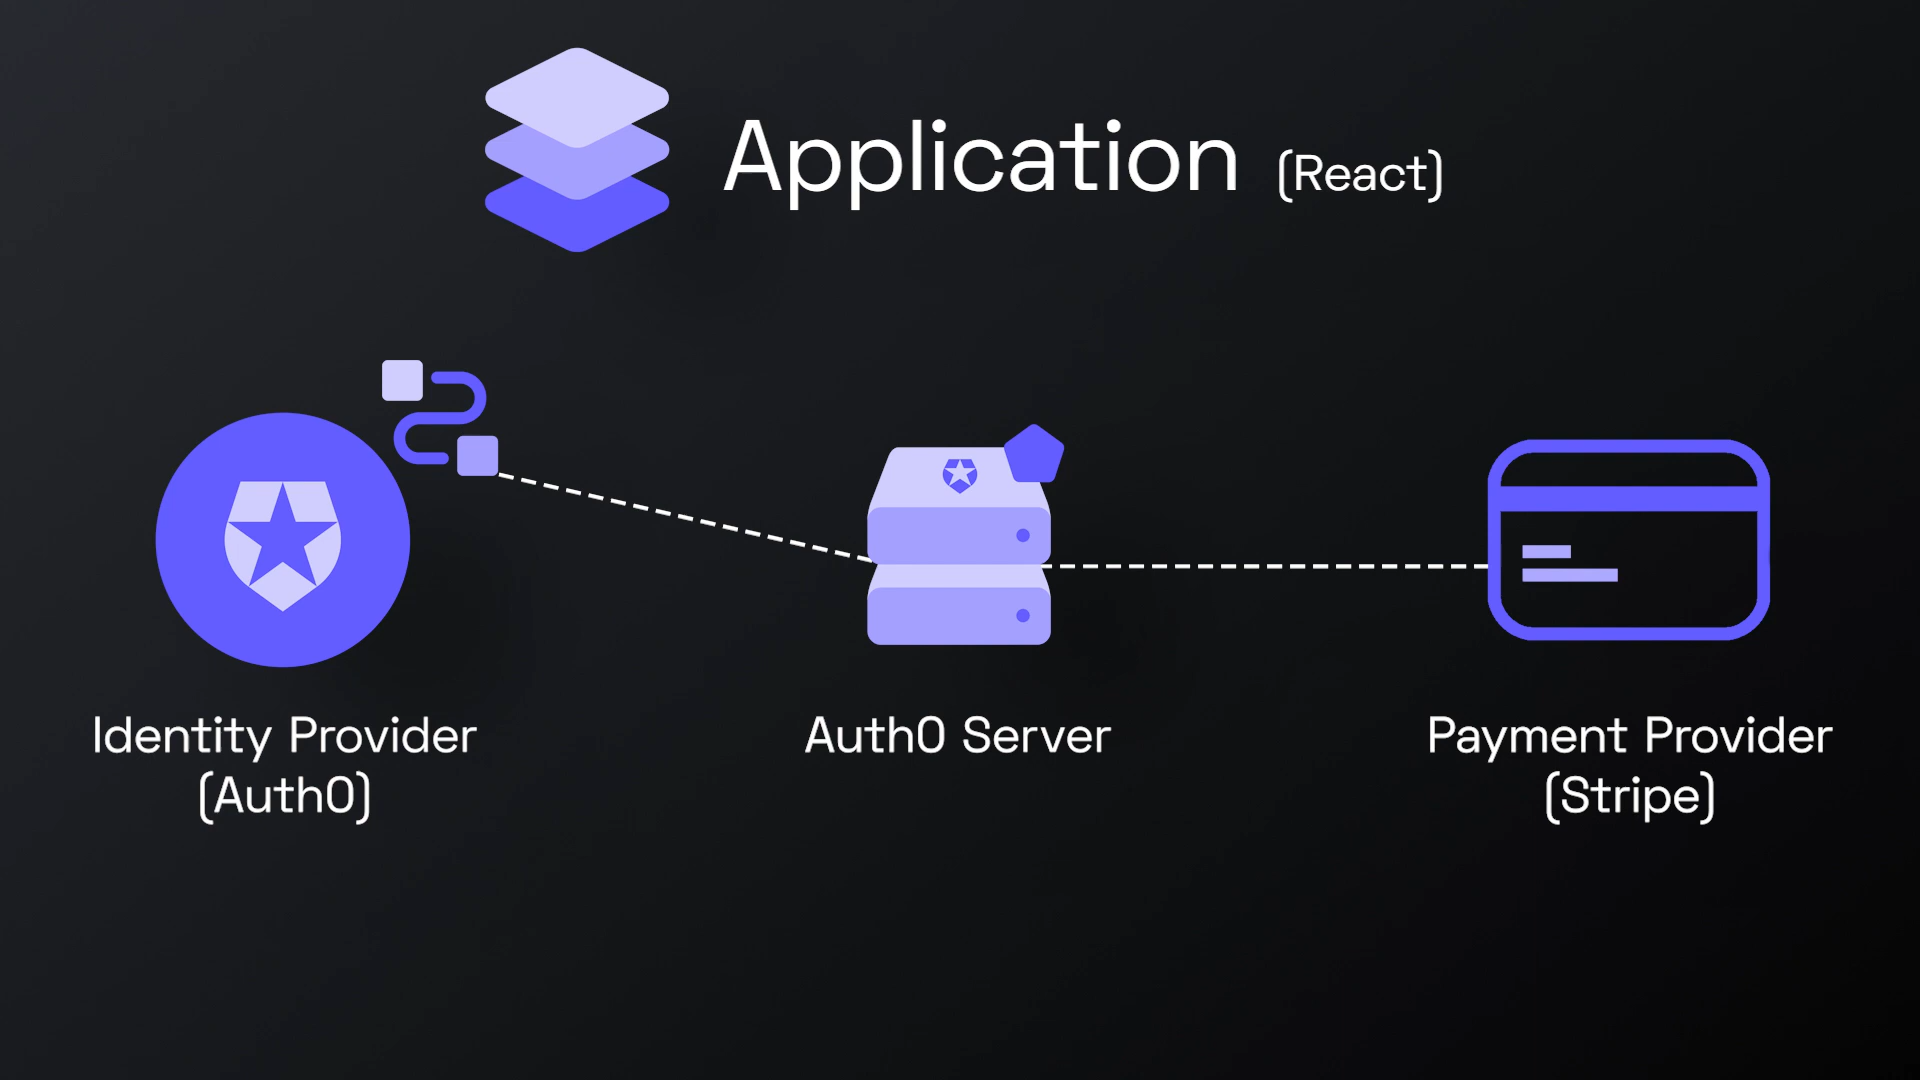 Application (React)
Identity Provider
(Auth0)
Auth0 Server
Payment Provider
(Stripe)